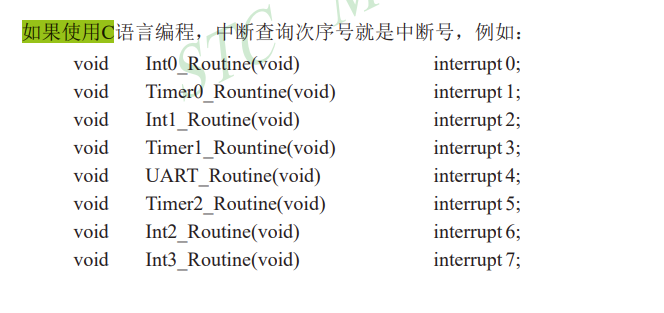 如果使用C语言编程，中断查询次序号就是中断号，例如：
void Int0_Routine(void) interrupt 0;
void Timer0_Rountine(void) interrupt 1;
void Int1_Routine(void) interrupt 2;
void Timer1_Rountine(void) interrupt 3;
void UART_Routine(void) interrupt 4;
void Timer2_Routine(void) interrupt 5;
void Int2_Routine(void) interrupt 6;
void Int3_Routine(void) interrupt 7;
STC M